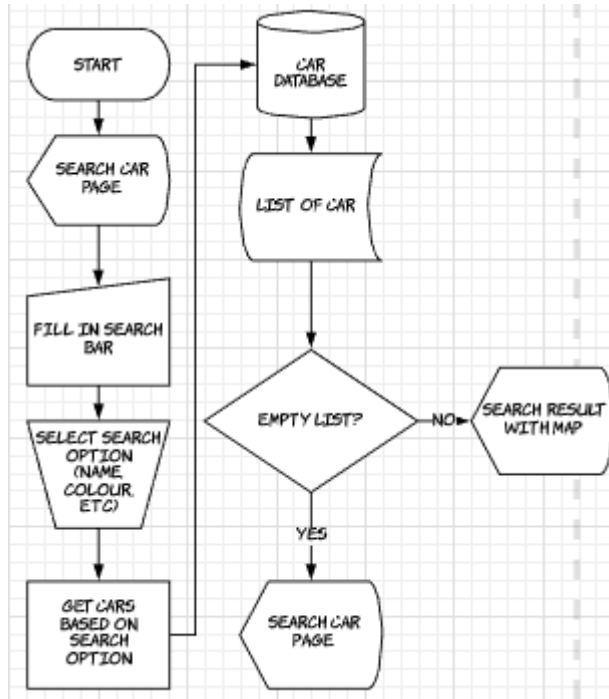 START
SEARCH CAR
PAGE
FILL IN SEARCH
BAR
SELECT SEARCH
OPTION
(NAME,
COLOUR,
ETC)
GET CARS
BASED ON
SEARCH
OPTION
CAR
DATABASE
LIST OF CAR
EMPTY LIST?
NO
SEARCH RESULT
WITH MAP
YES
SEARCH CAR
PAGE